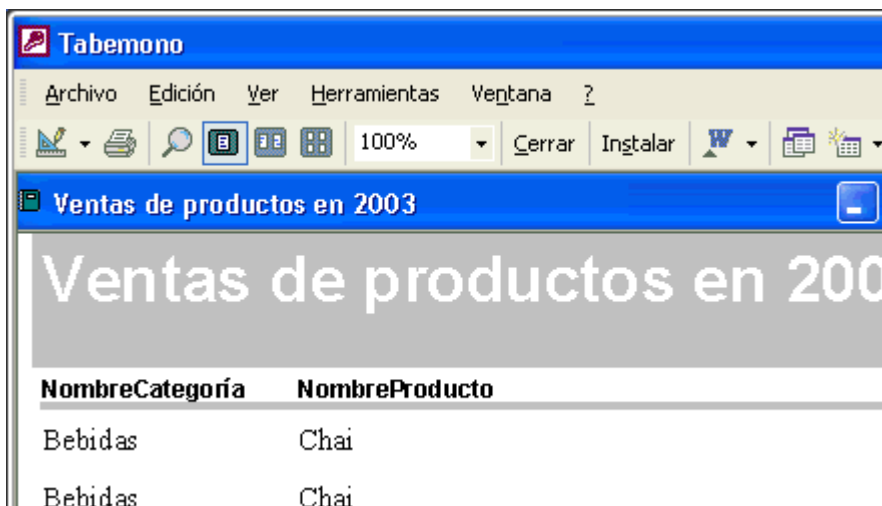 Tabemono
Archivo Edición Ver Herramientas Ventana ?
100% Cerrar Instalar W
Ventas de productos en 2003
Ventas de productos en 200
NombreCategoría NombreProducto
Bebidas Chai
Bebidas Chai